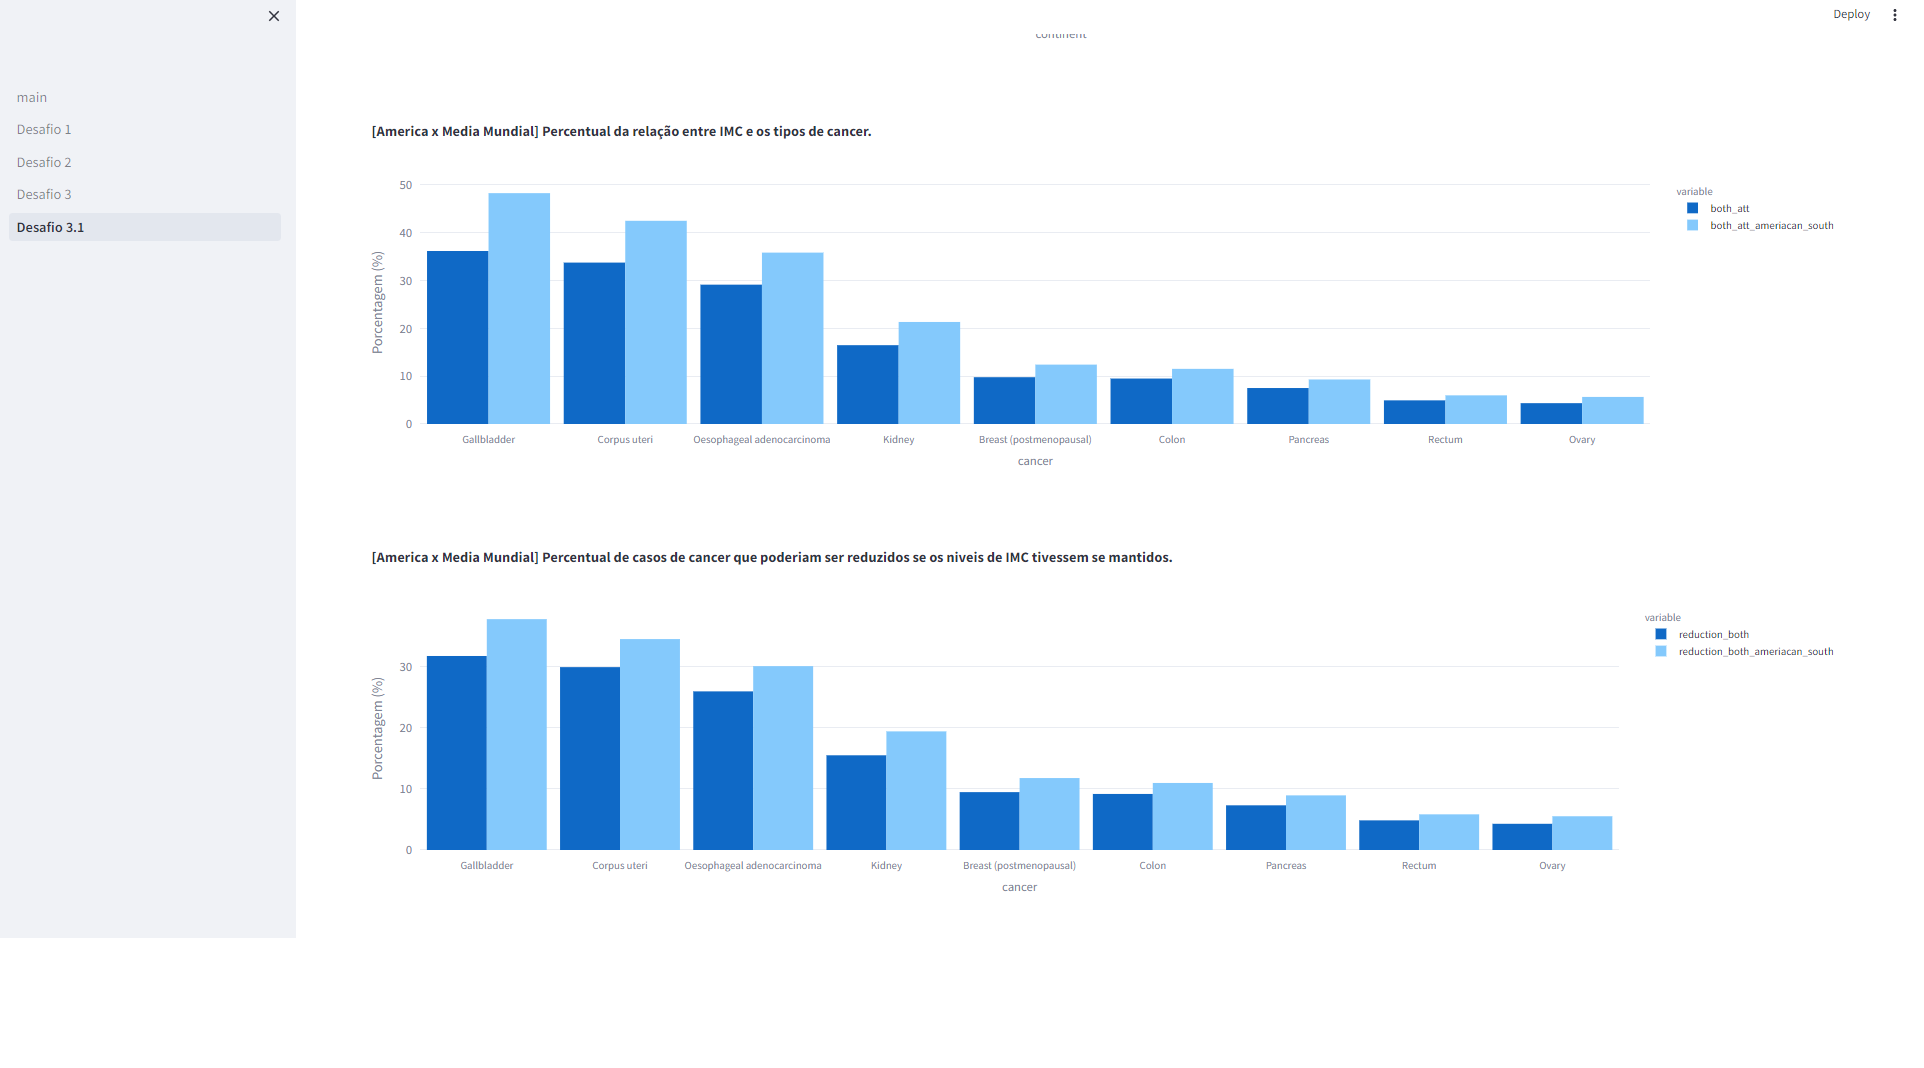 Deploy
main
Desafio 1
Desafio 2
Desafio 3
Desafio 3.1
continent
[America x Media Mundial] Percentual da relação entre IMC e os tipos de cancer.
Porcentagem (%)
50
40
30
20
10
0
Gallbladder Corpus uteri Oesophageal adenocarcinoma Kidney Breast (postmenopausal) Colon Pancreas Rectum Ovary
cancer
variable
both_att
both_att_ameriacan_south
[America x Media Mundial] Percentual de casos de cancer que poderiam ser reduzidos se os niveis de IMC tivessem se mantidos.
Porcentagem (%)
30
20
10
0
Gallbladder Corpus uteri Oesophageal adenocarcinoma Kidney Breast (postmenopausal) Colon Pancreas Rectum Ovary
cancer
variable
reduction_both
reduction_both_ameriacan_south